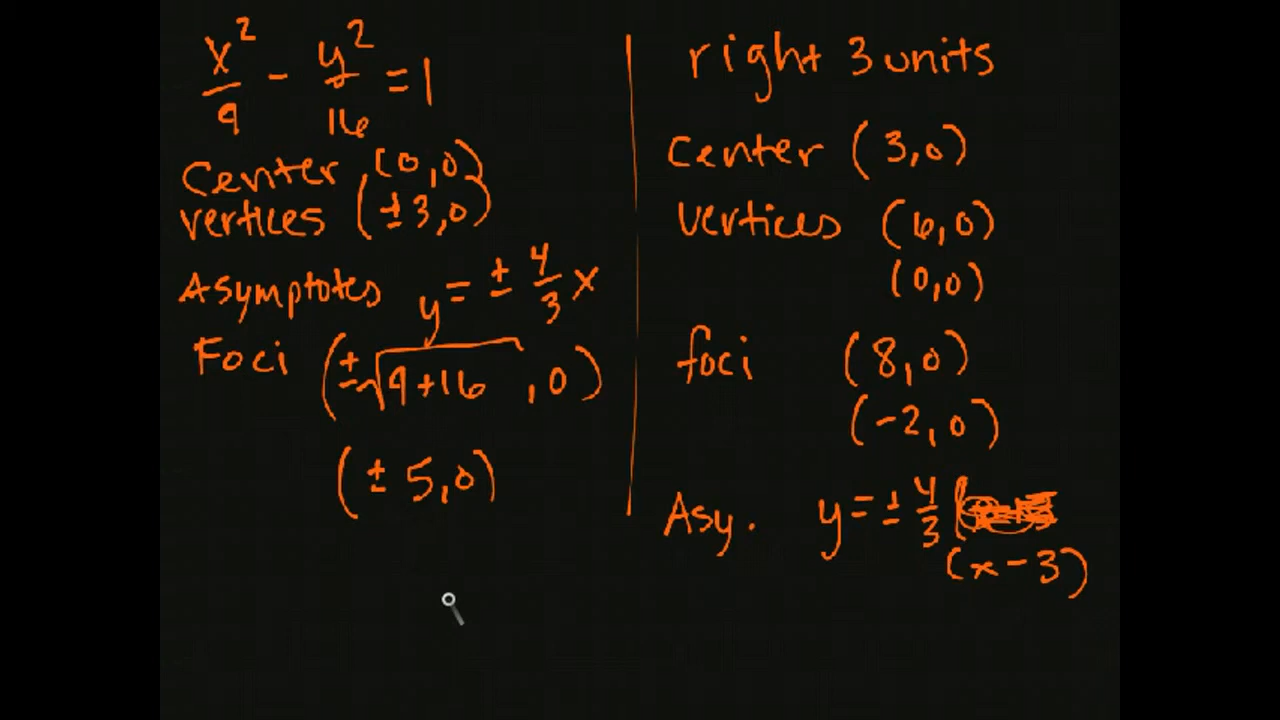 x²/9 - y²/16 = 1
Center (0,0)
vertices (±3,0)
Asymptotes y = ± 4/3 x
Foci (±√9+16 , 0)
(± 5,0)
right 3 units
Center (3,0)
vertices (6,0)
(0,0)
foci (8,0)
(-2,0)
Asy. y = ± 4/3
(x - 3)